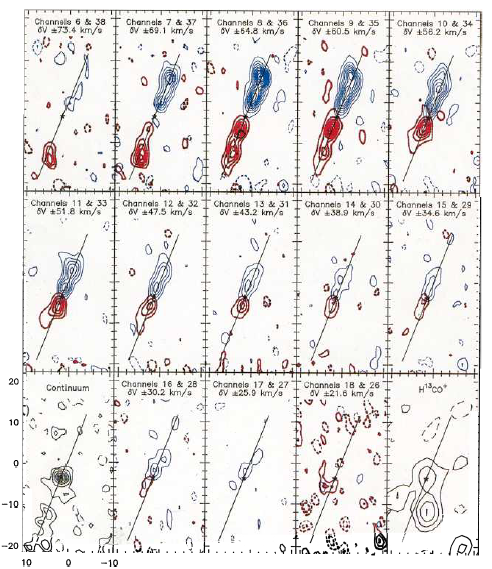 Channels 6 & 38
δV ±73.4 km/s
Channels 7 & 37
δV ±69.1 km/s
Channels 8 & 36
δV ±64.8 km/s
Channels 9 & 35
δV ±60.5 km/s
Channels 10 & 34
δV ±56.2 km/s
Channels 11 & 33
δV ±51.8 km/s
Channels 12 & 32
δV ±47.5 km/s
Channels 13 & 31
δV ±43.2 km/s
Channels 14 & 30
δV ±38.9 km/s
Channels 15 & 29
δV ±34.6 km/s
Continuum
Channels 16 & 28
δV ±30.2 km/s
Channels 17 & 27
δV ±25.9 km/s
Channels 18 & 26
δV ±21.6 km/s
H¹³CO⁺
20
10
0
−10
−20
10 0 −10